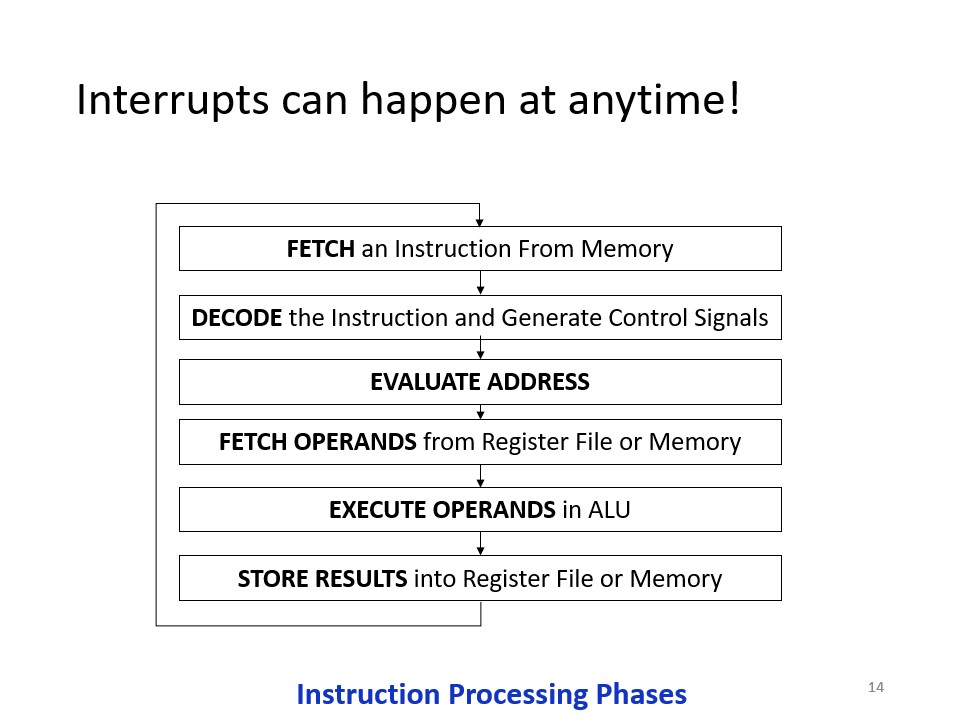 Interrupts can happen at anytime!
FETCH an Instruction From Memory
DECODE the Instruction and Generate Control Signals
EVALUATE ADDRESS
FETCH OPERANDS from Register File or Memory
EXECUTE OPERANDS in ALU
STORE RESULTS into Register File or Memory
Instruction Processing Phases
14